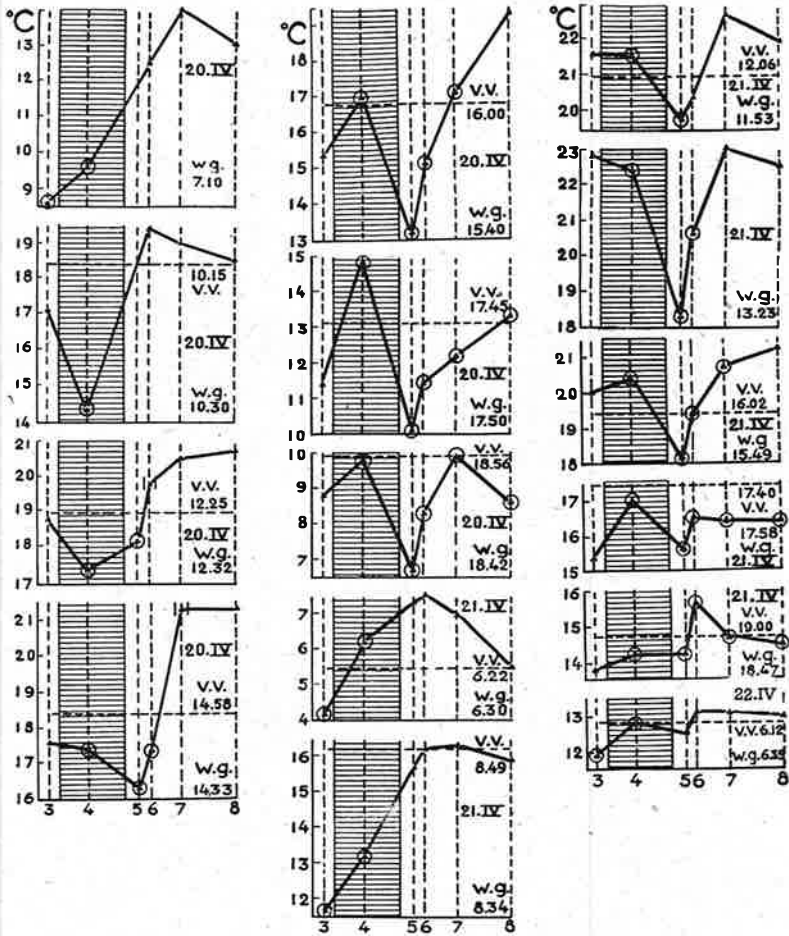 °C
13
12
11
10
9
8
20.IV
w.g.
7.10
19
18
17
16
15
14
10.15
V.V.
20.IV
W.g.
10.30
21
20
19
18
17
V.V.
12.25
20.IV
W.g.
12.32
21
20
19
18
17
16
20.IV
V.V.
14.58
W.g.
14.33
3 4 5 6 7 8
°C
18
17
16
15
14
13
V.V.
16.00
20.IV
W.g.
15.40
15
14
13
12
11
10
V.V.
17.45
20.IV
W.g.
17.50
10
9
8
7
V.V.
18.56
20.IV
W.g.
18.42
7
6
5
4
21.IV
V.V.
6.22
W.g.
6.30
16
15
14
13
12
V.V.
8.49
21.IV
W.g.
8.34
3 4 5 6 7 8
°C
22
21
20
V.V.
12.06
21.IV
W.g.
11.53
23
22
21
20
19
18
21.IV
W.g.
13.23
21
20
19
18
V.V.
16.02
21.IV
W.g
15.49
17
16
15
17.40
V.V.
17.58
W.g.
21.IV
16
15
14
21.IV
V.V.
19.00
W.g.
18.47
13
12
22.IV
V.V.6.12
W.g.6.35
3 4 5 6 7 8